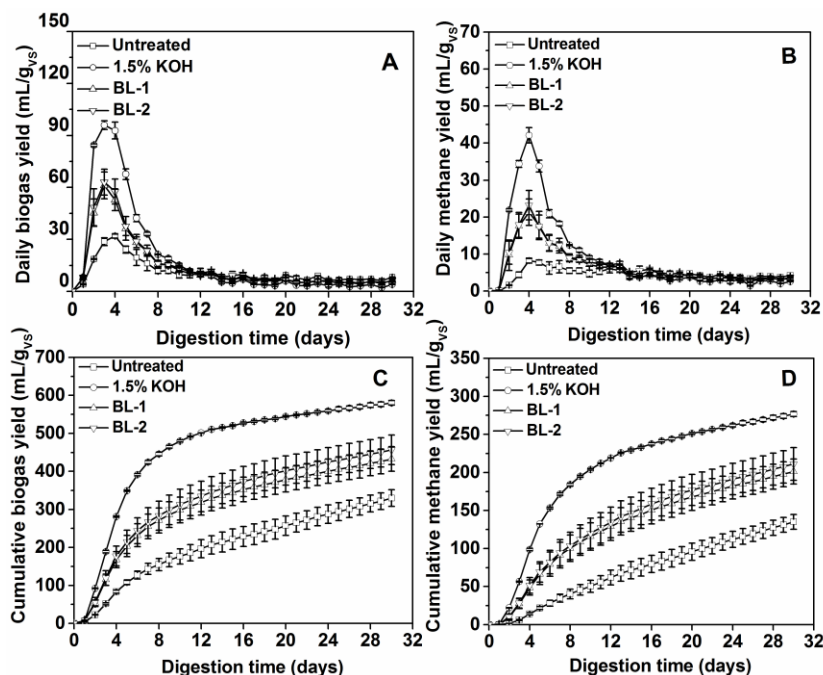 150
120
90
60
30
0
Daily biogas yield (mL/gVS)
Untreated
1.5% KOH
BL-1
BL-2
A
0 4 8 12 16 20 24 28 32
Digestion time (days)
70
60
50
40
30
20
10
0
Daily methane yield (mL/gVS)
Untreated
1.5% KOH
BL-1
BL-2
B
0 4 8 12 16 20 24 28 32
Digestion time (days)
700
600
500
400
300
200
100
0
Cumulative biogas yield (mL/gVS)
Untreated
1.5% KOH
BL-1
BL-2
C
0 4 8 12 16 20 24 28 32
Digestion time (days)
350
300
250
200
150
100
50
0
Cumulative methane yield (mL/gVS)
Untreated
1.5% KOH
BL-1
BL-2
D
0 4 8 12 16 20 24 28 32
Digestion time (days)